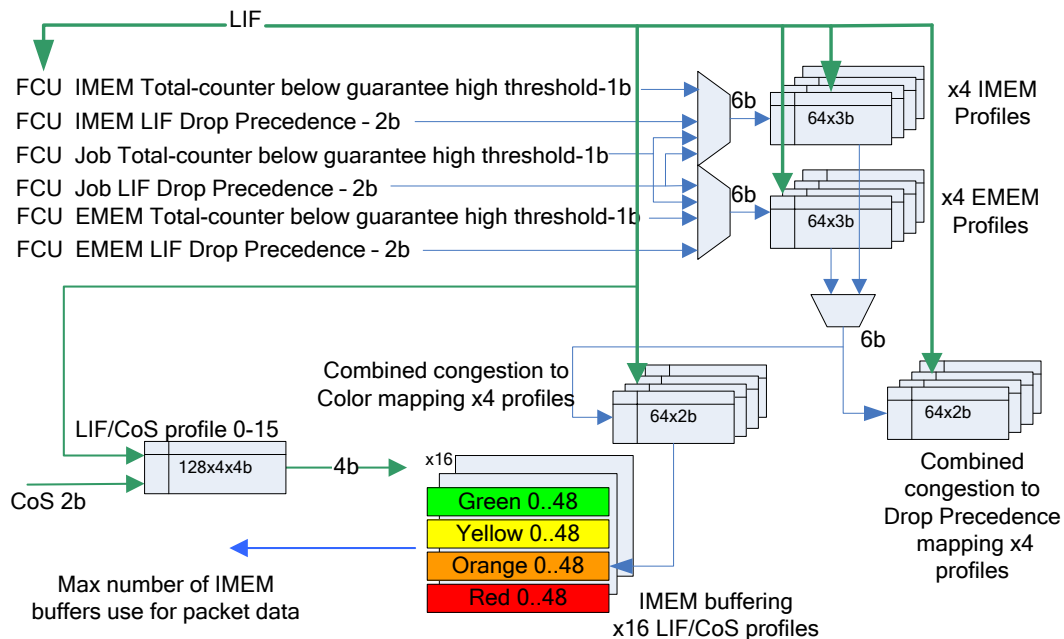 LIF
FCU IMEM Total-counter below guarantee high threshold-1b
FCU IMEM LIF Drop Precedence - 2b
FCU Job Total-counter below guarantee high threshold-1b
FCU Job LIF Drop Precedence - 2b
FCU EMEM Total-counter below guarantee high threshold-1b
FCU EMEM LIF Drop Precedence - 2b
6b
64x3b
x4 IMEM
Profiles
6b
64x3b
x4 EMEM
Profiles
6b
Combined congestion to
Color mapping x4 profiles
64x2b
64x2b
Combined
congestion to
Drop Precedence
mapping x4
profiles
LIF/CoS profile 0-15
128x4x4b
4b
CoS 2b
x16
Green 0..48
Yellow 0..48
Orange 0..48
Red 0..48
Max number of IMEM
buffers use for packet data
IMEM buffering
x16 LIF/CoS profiles